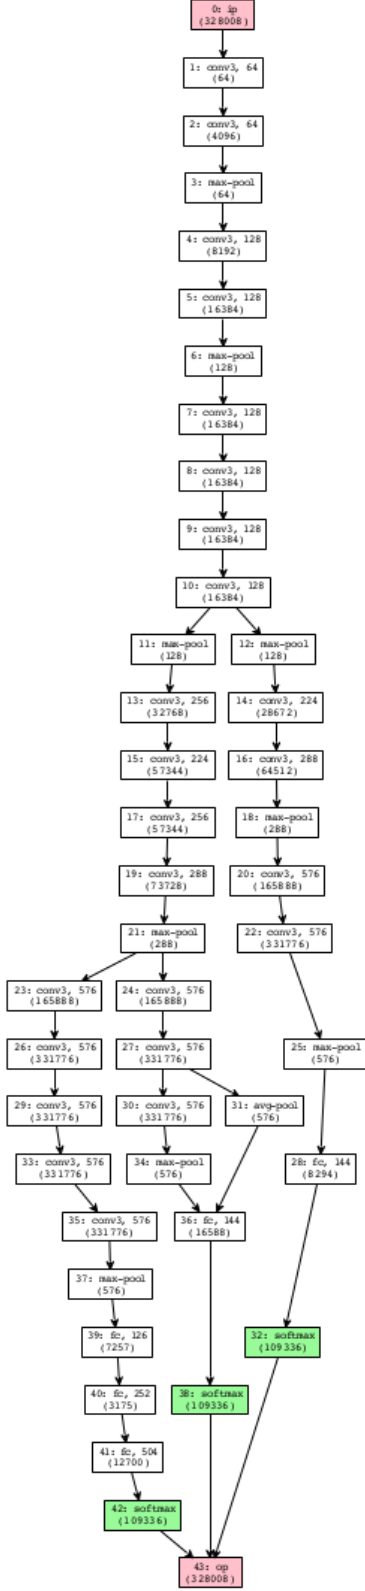 0: ip
(328008)
1: conv3, 64
(64)
2: conv3, 64
(4096)
3: max-pool
(64)
4: conv3, 128
(8192)
5: conv3, 128
(16384)
6: max-pool
(128)
7: conv3, 128
(16384)
8: conv3, 128
(16384)
9: conv3, 128
(16384)
10: conv3, 128
(16384)
11: max-pool
(128)
12: max-pool
(128)
13: conv3, 256
(32768)
14: conv3, 224
(28672)
15: conv3, 224
(57344)
16: conv3, 288
(64512)
17: conv3, 256
(57344)
18: max-pool
(288)
19: conv3, 288
(73728)
20: conv3, 576
(165888)
21: max-pool
(288)
22: conv3, 576
(331776)
23: conv3, 576
(165888)
24: conv3, 576
(165888)
26: conv3, 576
(331776)
27: conv3, 576
(331776)
25: max-pool
(576)
29: conv3, 576
(331776)
30: conv3, 576
(331776)
31: avg-pool
(576)
33: conv3, 576
(331776)
34: max-pool
(576)
28: fc, 144
(8294)
35: conv3, 576
(331776)
36: fc, 144
(16588)
37: max-pool
(576)
39: fc, 126
(7257)
32: softmax
(109336)
40: fc, 252
(3175)
38: softmax
(109336)
41: fc, 504
(12700)
42: softmax
(109336)
43: op
(328008)